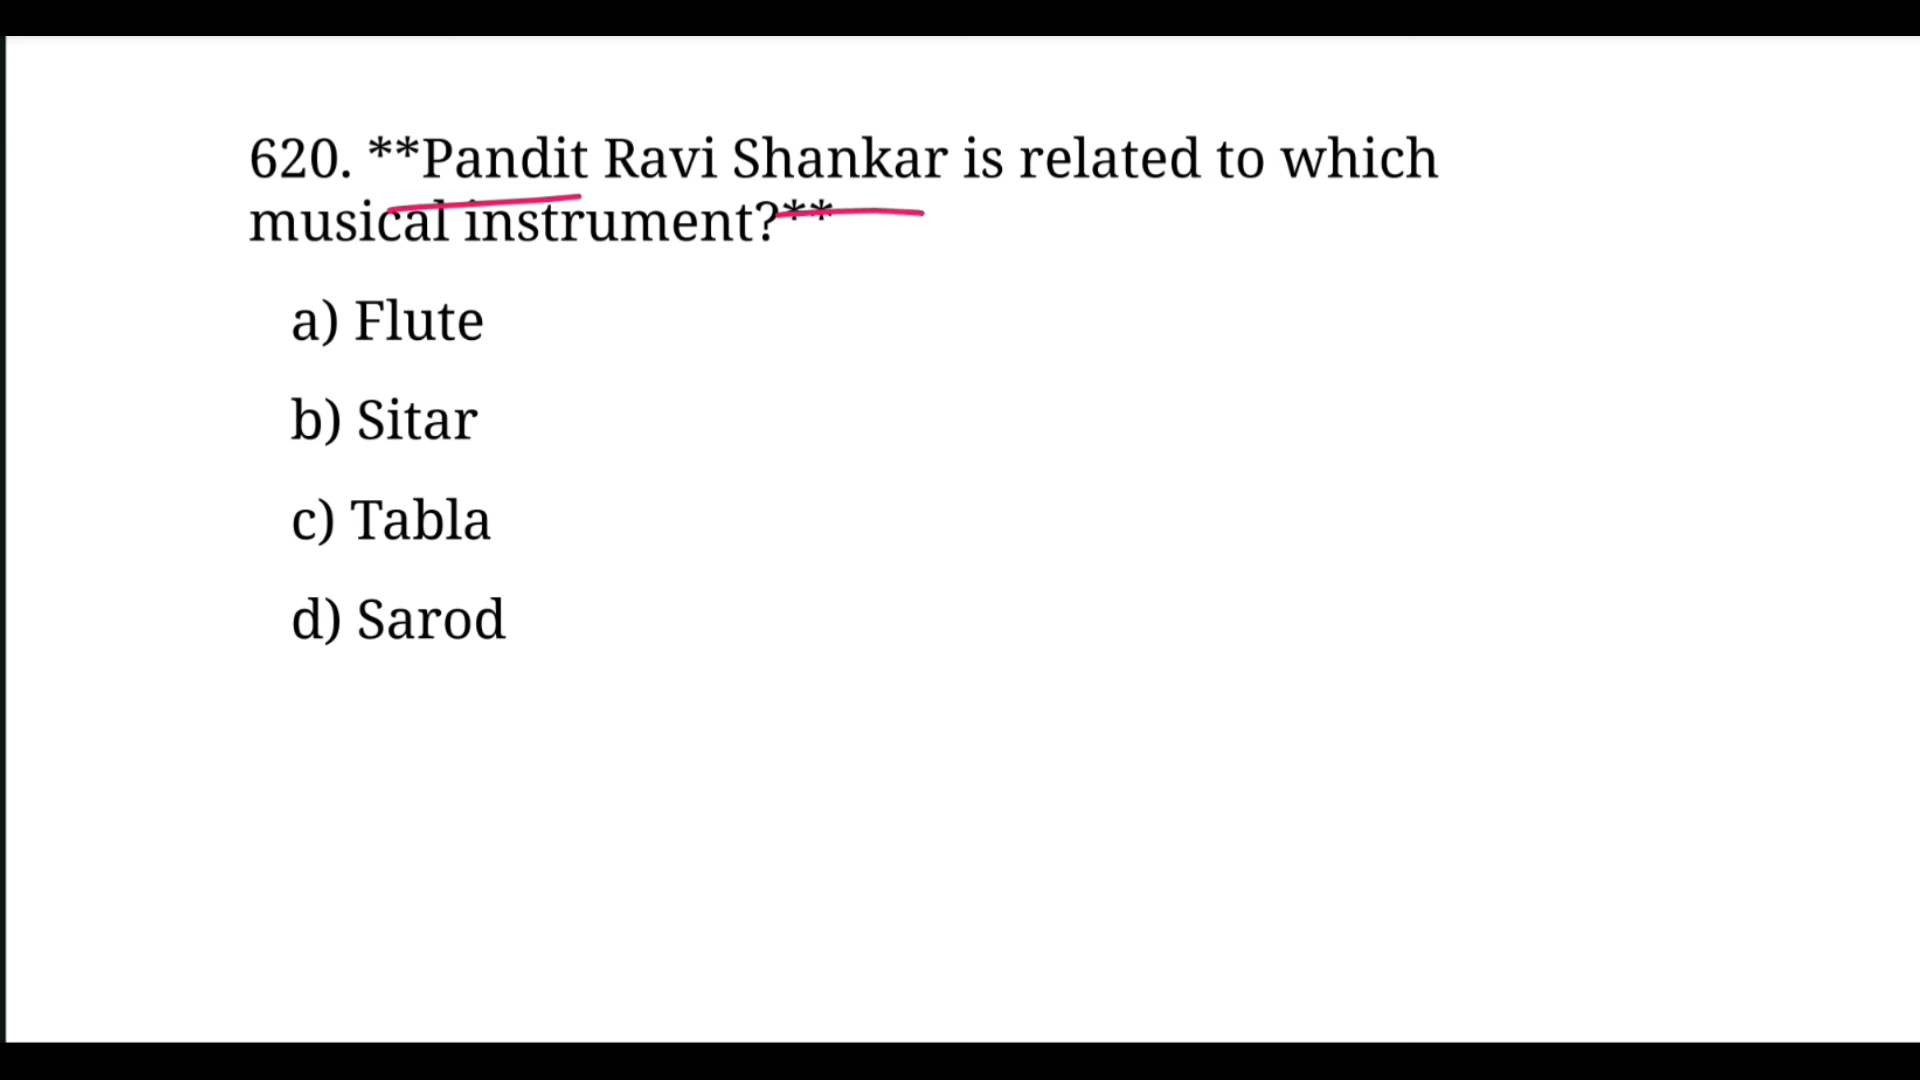 620. **Pandit Ravi Shankar is related to which
musical instrument?**
a) Flute
b) Sitar
c) Tabla
d) Sarod